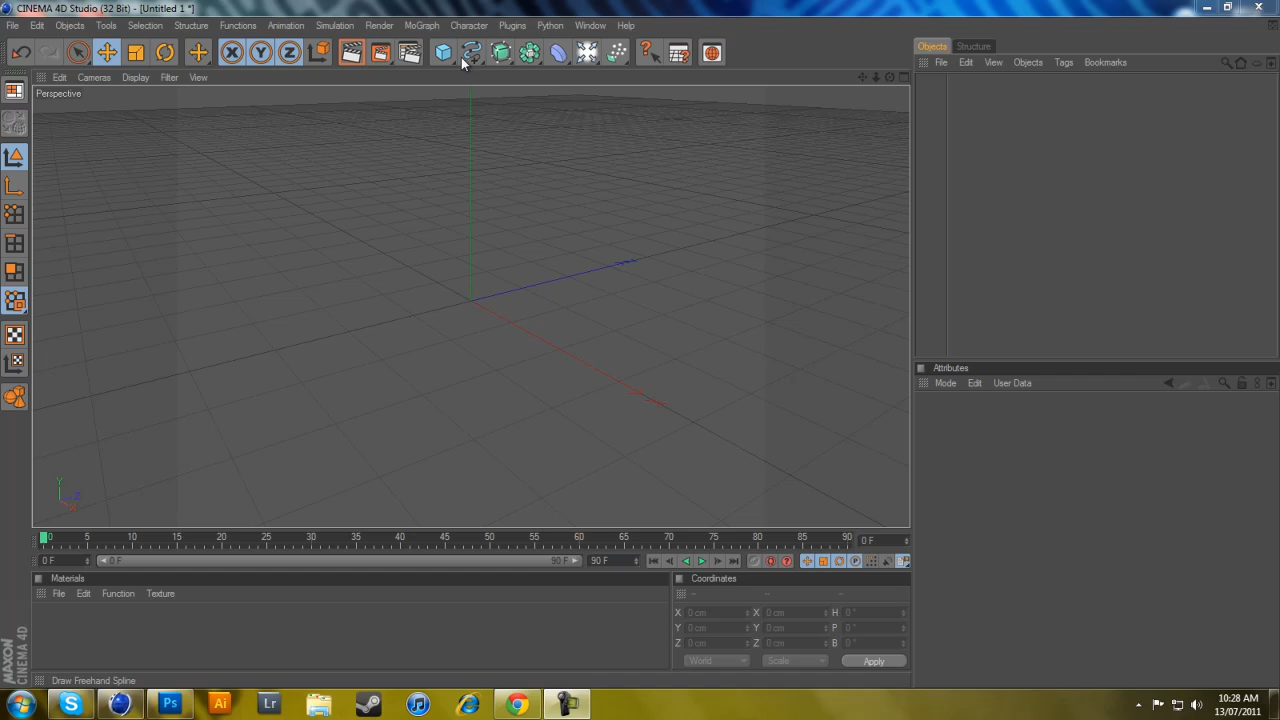 CINEMA 4D Studio (32 Bit) - [Untitled 1 *]
File Edit Objects Tools Selection Structure Functions Animation Simulation Render MoGraph Character Plugins Python Window Help
Objects Structure
File Edit View Objects Tags Bookmarks
Edit Cameras Display Filter View
Perspective
Attributes
Mode Edit User Data
Y
Z
X
0 5 10 15 20 25 30 35 40 45 50 55 60 65 70 75 80 85 90 0 F
0 F 0 F 90 F 90 F
Materials
Coordinates
File Edit Function Texture
-- -- --
X 0 cm X 0 cm H 0 °
Y 0 cm Y 0 cm P 0 °
Z 0 cm Z 0 cm B 0 °
World Scale Apply
MAXON
CINEMA 4D
Draw Freehand Spline
S Ps Ai Lr
10:28 AM
13/07/2011